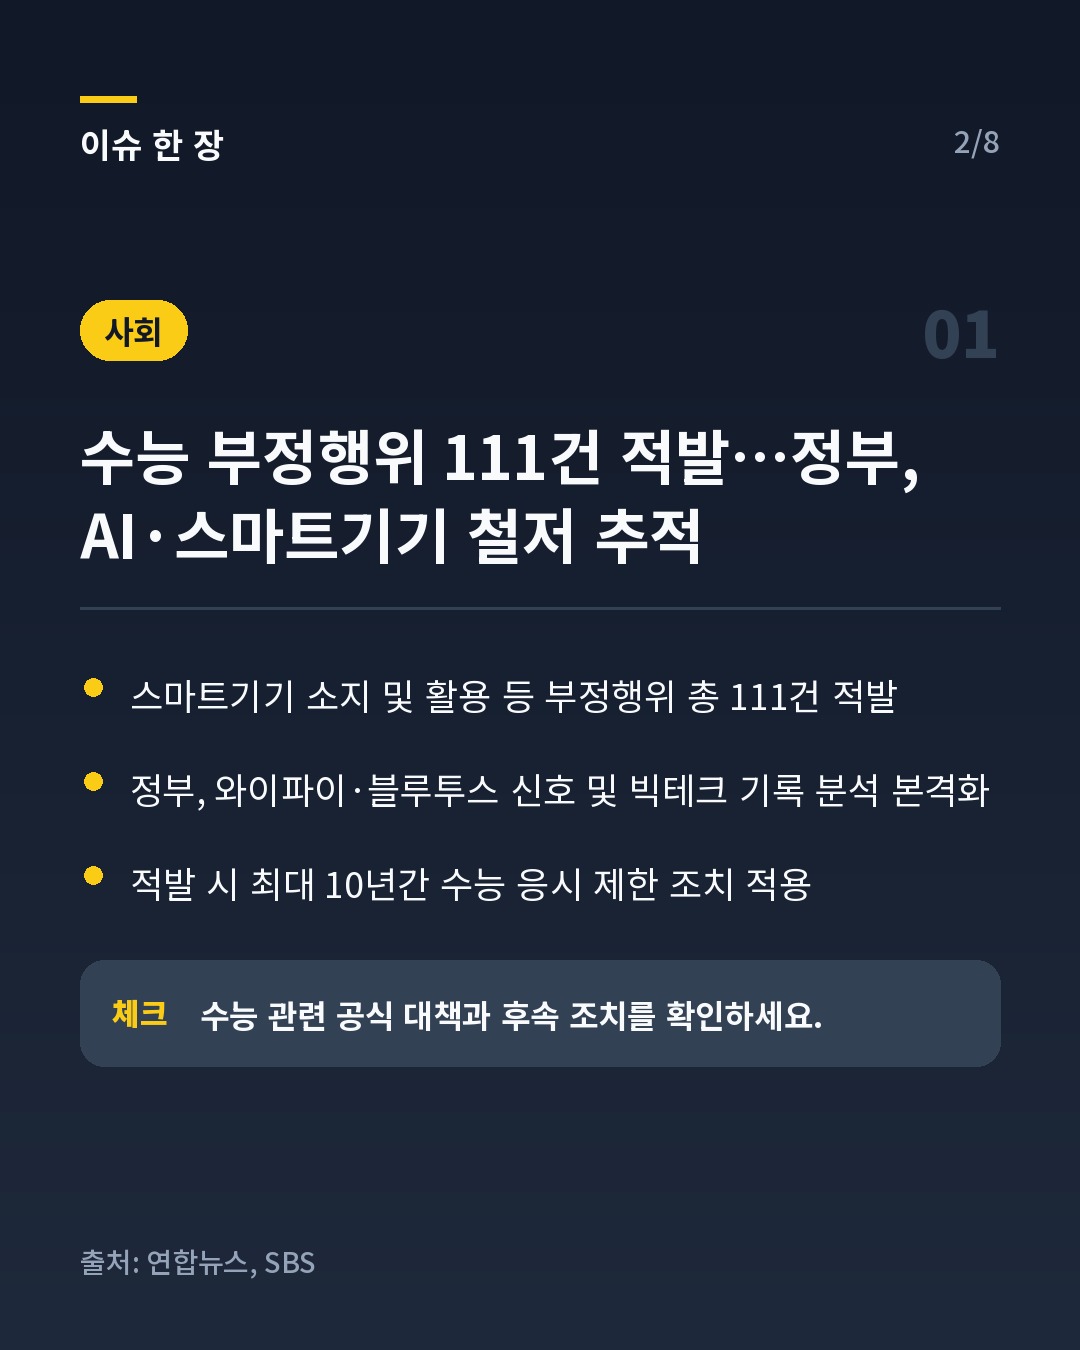 이슈 한 장
2/8
사회
01
수능 부정행위 111건 적발…정부,
AI·스마트기기 철저 추적
스마트기기 소지 및 활용 등 부정행위 총 111건 적발
정부, 와이파이·블루투스 신호 및 빅테크 기록 분석 본격화
적발 시 최대 10년간 수능 응시 제한 조치 적용
체크 수능 관련 공식 대책과 후속 조치를 확인하세요.
출처: 연합뉴스, SBS